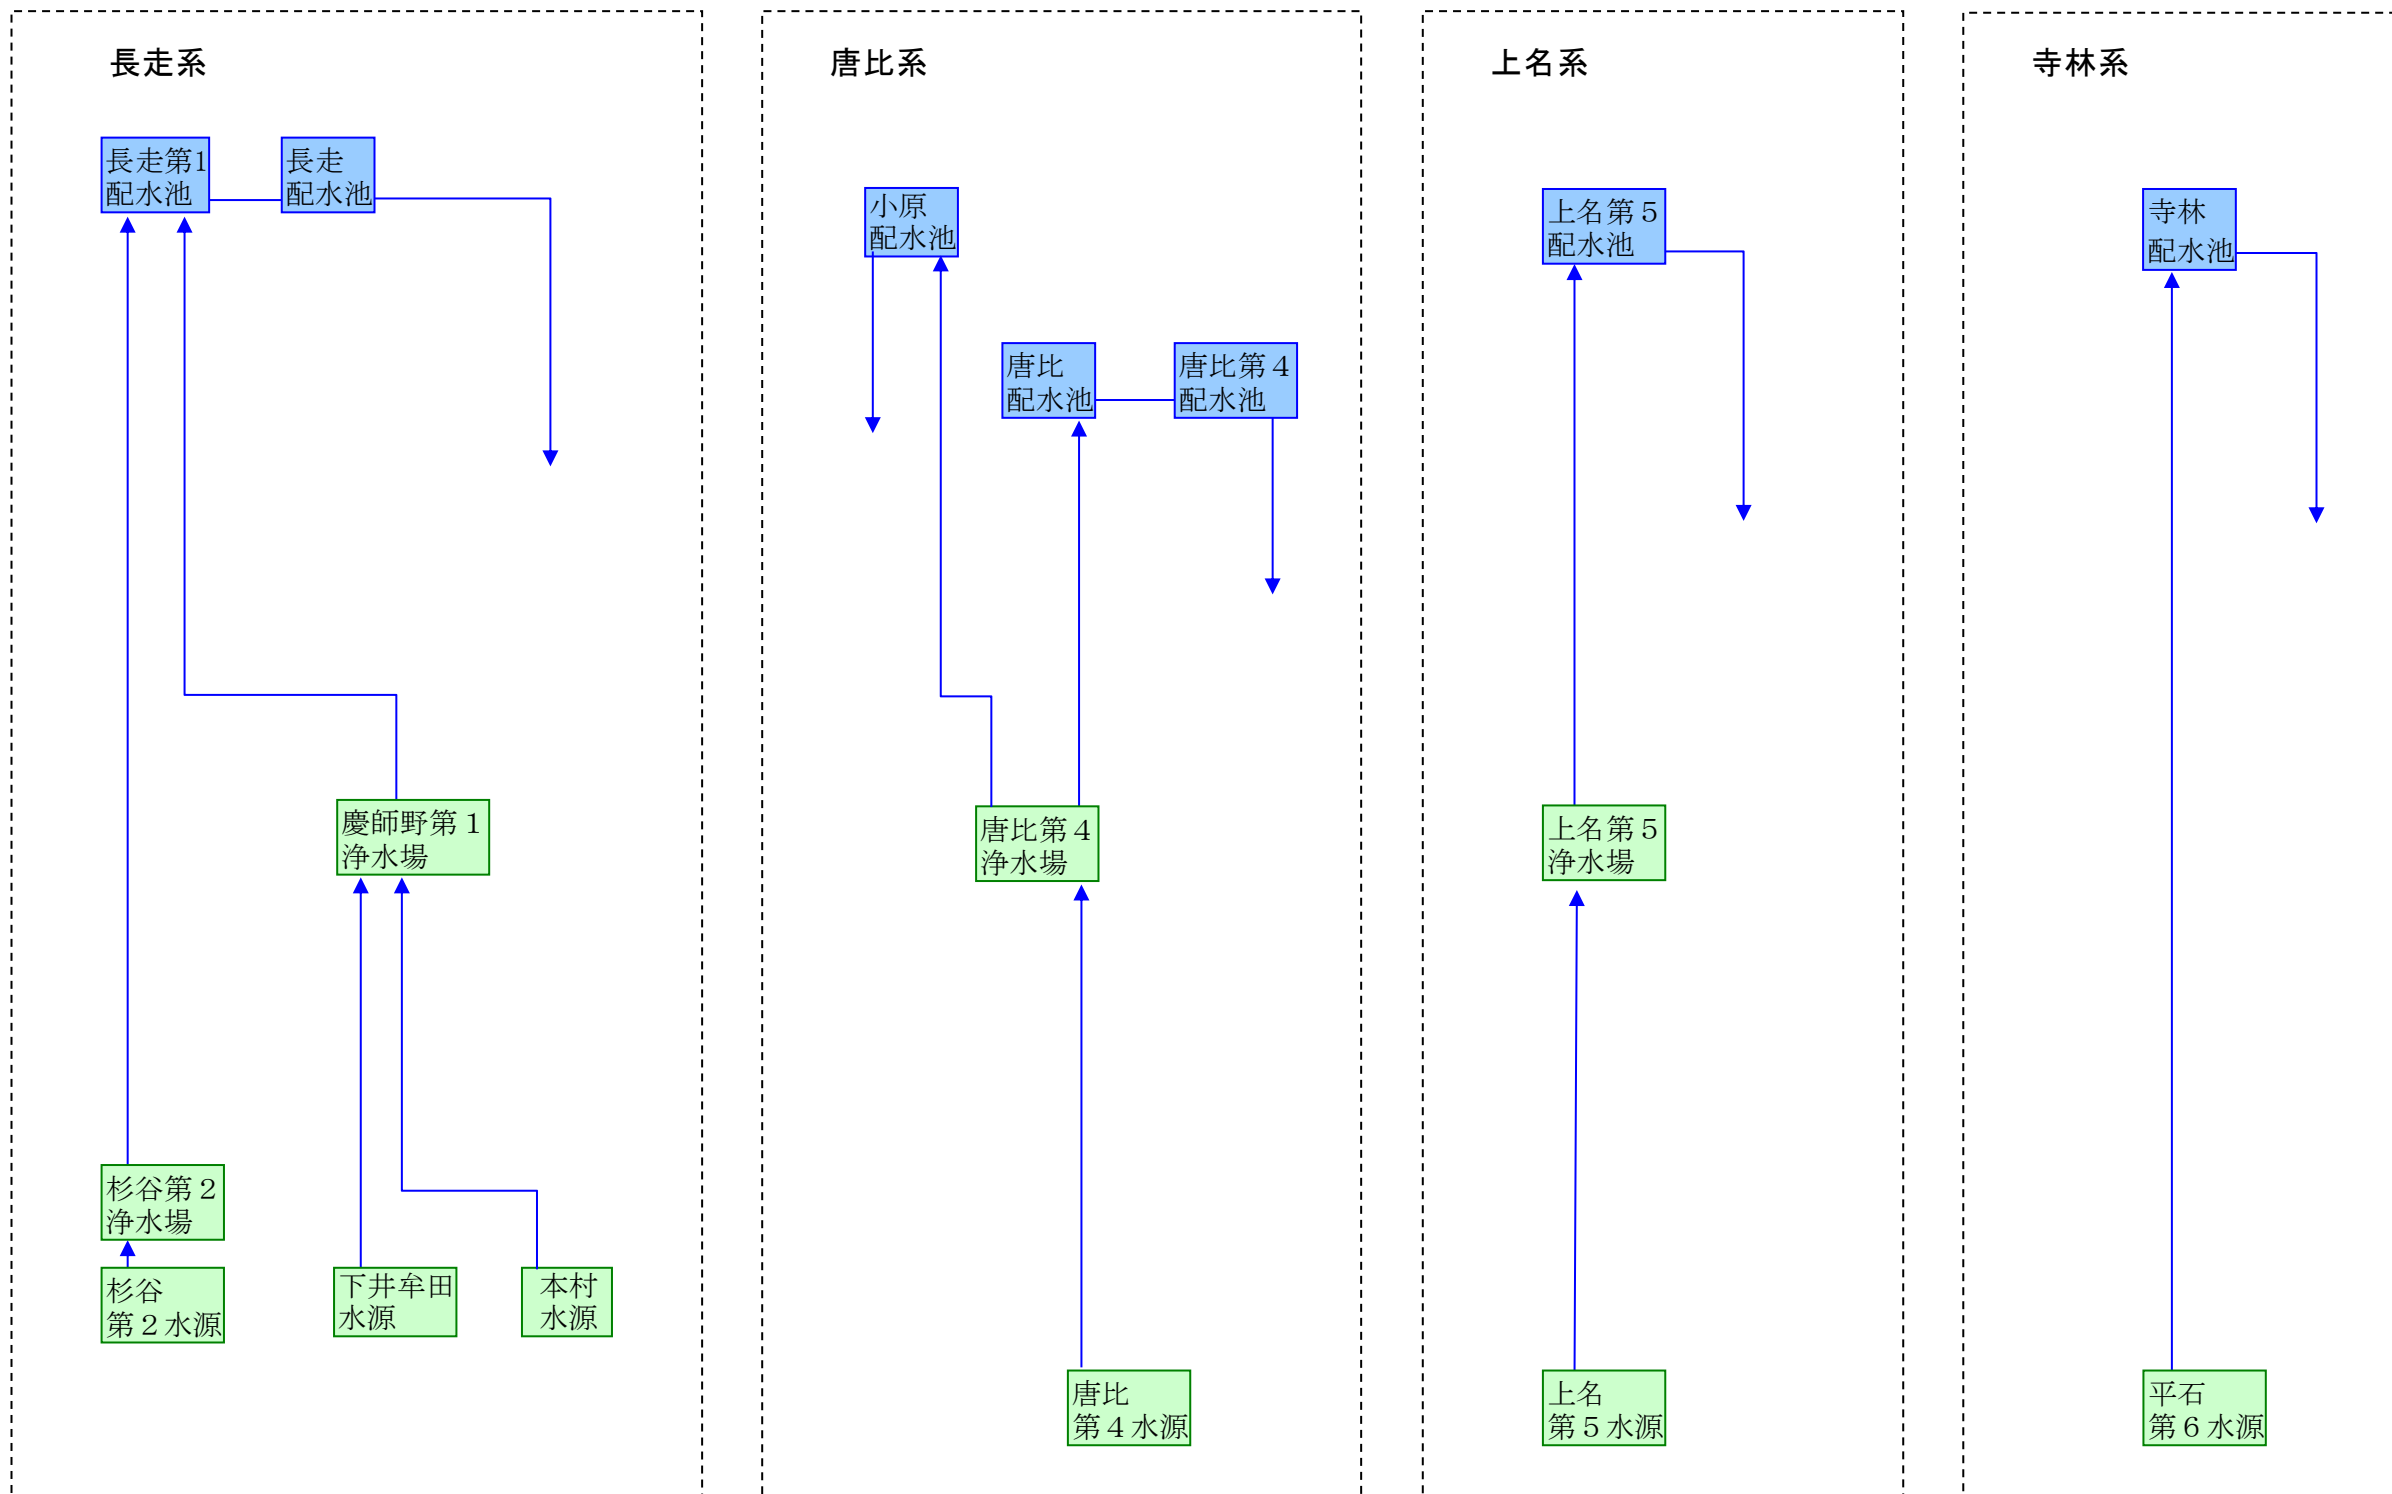 長走系
長走第1
配水池
長走
配水池
慶師野第１
浄水場
杉谷第２
浄水場
杉谷
第２水源
下井牟田
水源
本村
水源
唐比系
小原
配水池
唐比
配水池
唐比第４
配水池
唐比第４
浄水場
唐比
第４水源
上名系
上名第５
配水池
上名第５
浄水場
上名
第５水源
寺林系
寺林
配水池
平石
第６水源